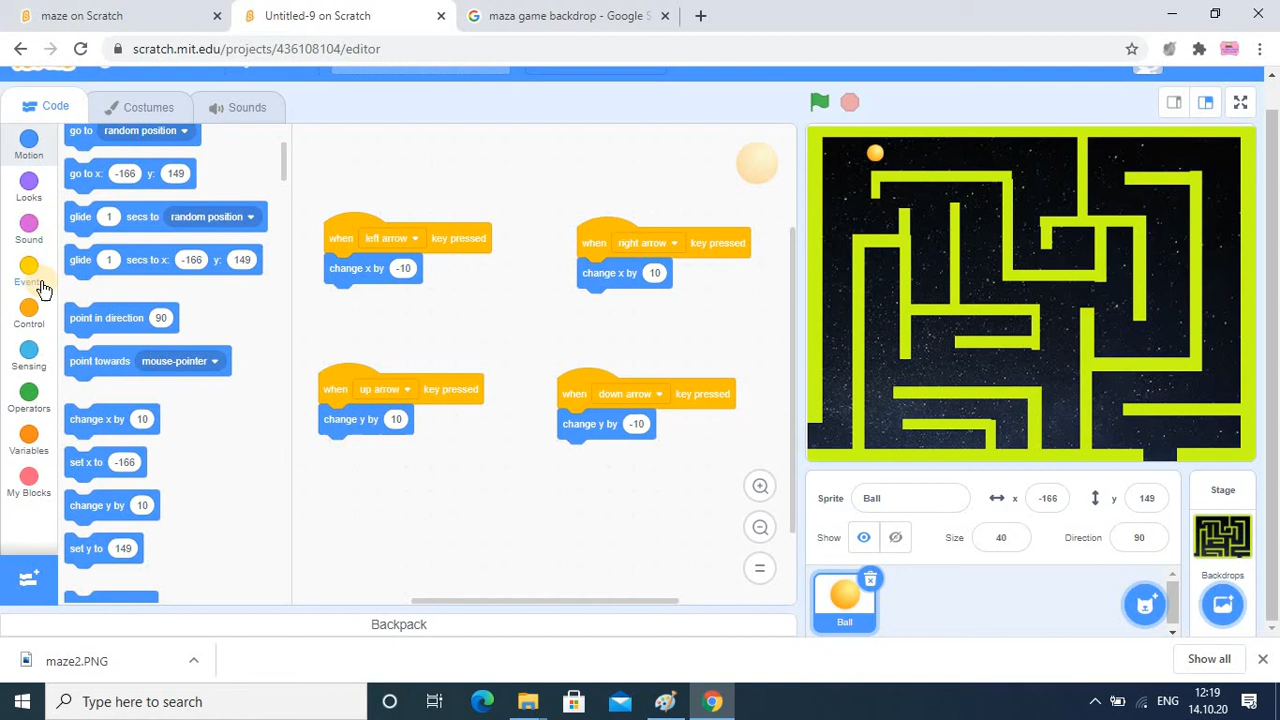 maze on Scratch
Untitled-9 on Scratch
maza game backdrop - Google S
scratch.mit.edu/projects/436108104/editor
Code
Costumes
Sounds
Motion
Looks
Sound
Events
Control
Sensing
Operators
Variables
My Blocks
go to random position
go to x: -166 y: 149
glide 1 secs to random position
glide 1 secs to x: -166 y: 149
point in direction 90
point towards mouse-pointer
change x by 10
set x to -166
change y by 10
set y to 149
when left arrow key pressed
change x by -10
when right arrow key pressed
change x by 10
when up arrow key pressed
change y by 10
when down arrow key pressed
change y by -10
Sprite Ball x -166 y 149
Show Size 40 Direction 90
Ball
Stage
Backdrops
Backpack
maze2.PNG
Show all
Type here to search
ENG
12:19
14.10.20